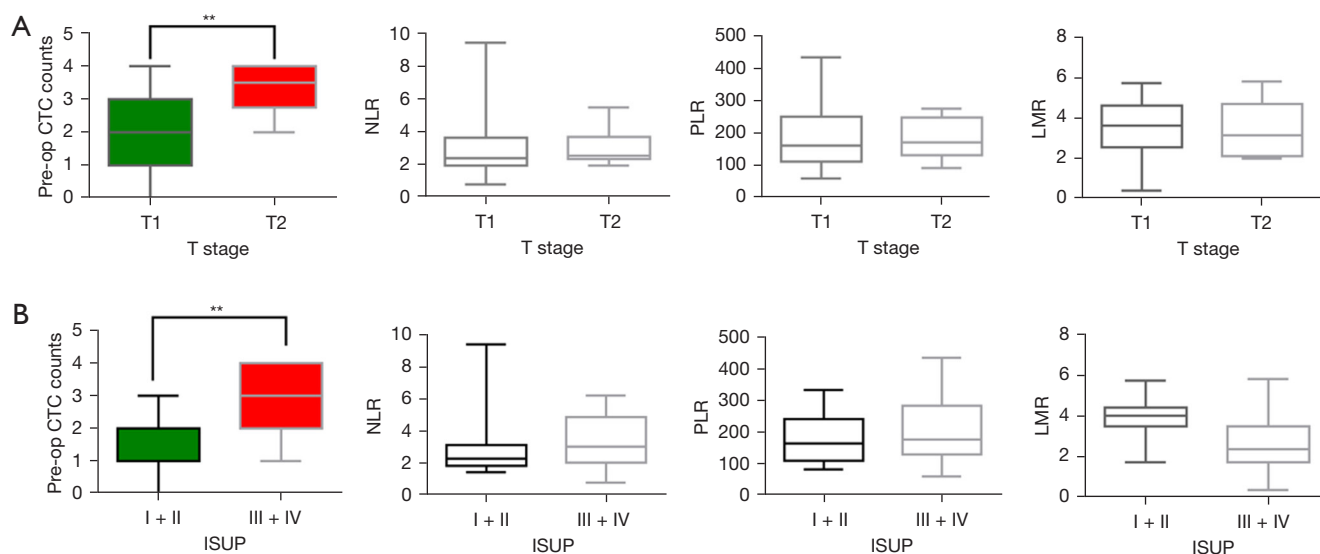 A
**
Pre-op CTC counts
5
4
3
2
1
0
T1 T2
T stage
NLR
10
8
6
4
2
0
T1 T2
T stage
PLR
500
400
300
200
100
0
T1 T2
T stage
LMR
8
6
4
2
0
T1 T2
T stage
B
**
Pre-op CTC counts
5
4
3
2
1
0
I + II III + IV
ISUP
NLR
10
8
6
4
2
0
I + II III + IV
ISUP
PLR
500
400
300
200
100
0
I + II III + IV
ISUP
LMR
8
6
4
2
0
I + II III + IV
ISUP